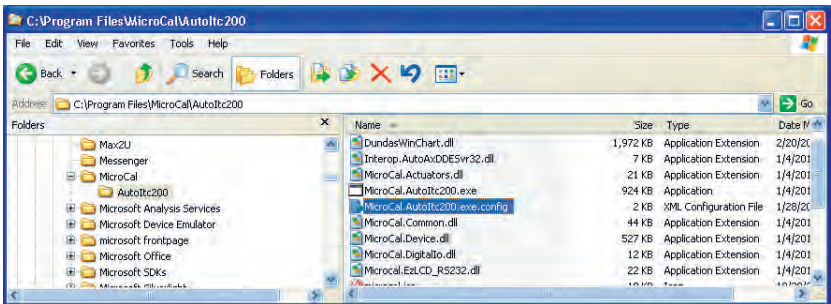 C:\Program Files\MicroCal\AutoItc200
File Edit View Favorites Tools Help
Back Search Folders
Address C:\Program Files\MicroCal\AutoItc200 Go
Folders X Name Size Type Date M
Max2U DundasWinChart.dll 1,972 KB Application Extension 2/20/20
Messenger Interop.AutoAxDDESvr32.dll 7 KB Application Extension 1/4/201
MicroCal MicroCal.Actuators.dll 21 KB Application Extension 1/4/201
AutoItc200 MicroCal.AutoItc200.exe 924 KB Application 1/4/201
Microsoft Analysis Services MicroCal.AutoItc200.exe.config 2 KB XML Configuration File 1/28/20
Microsoft Device Emulator MicroCal.Common.dll 44 KB Application Extension 1/4/201
microsoft frontpage MicroCal.Device.dll 527 KB Application Extension 1/4/201
Microsoft Office MicroCal.DigitalIo.dll 12 KB Application Extension 1/4/201
Microsoft SDKs Microcal.EzLCD_RS232.dll 22 KB Application Extension 1/4/201